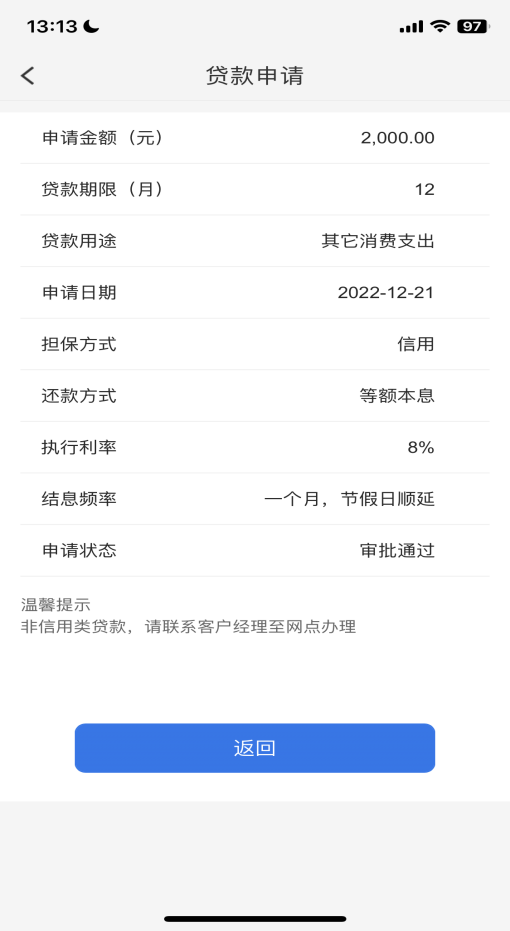 13:13
97
贷款申请
申请金额（元） 2,000.00
贷款期限（月） 12
贷款用途 其它消费支出
申请日期 2022-12-21
担保方式 信用
还款方式 等额本息
执行利率 8%
结息频率 一个月，节假日顺延
申请状态 审批通过
温馨提示
非信用类贷款，请联系客户经理至网点办理
返回